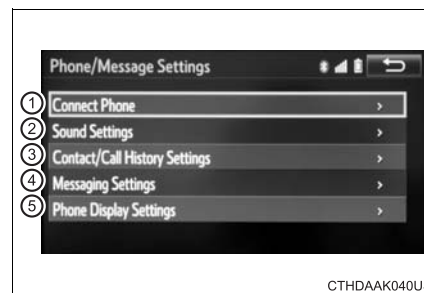 Phone/Message Settings
1 Connect Phone
2 Sound Settings
3 Contact/Call History Settings
4 Messaging Settings
5 Phone Display Settings
CTHDAAK040U